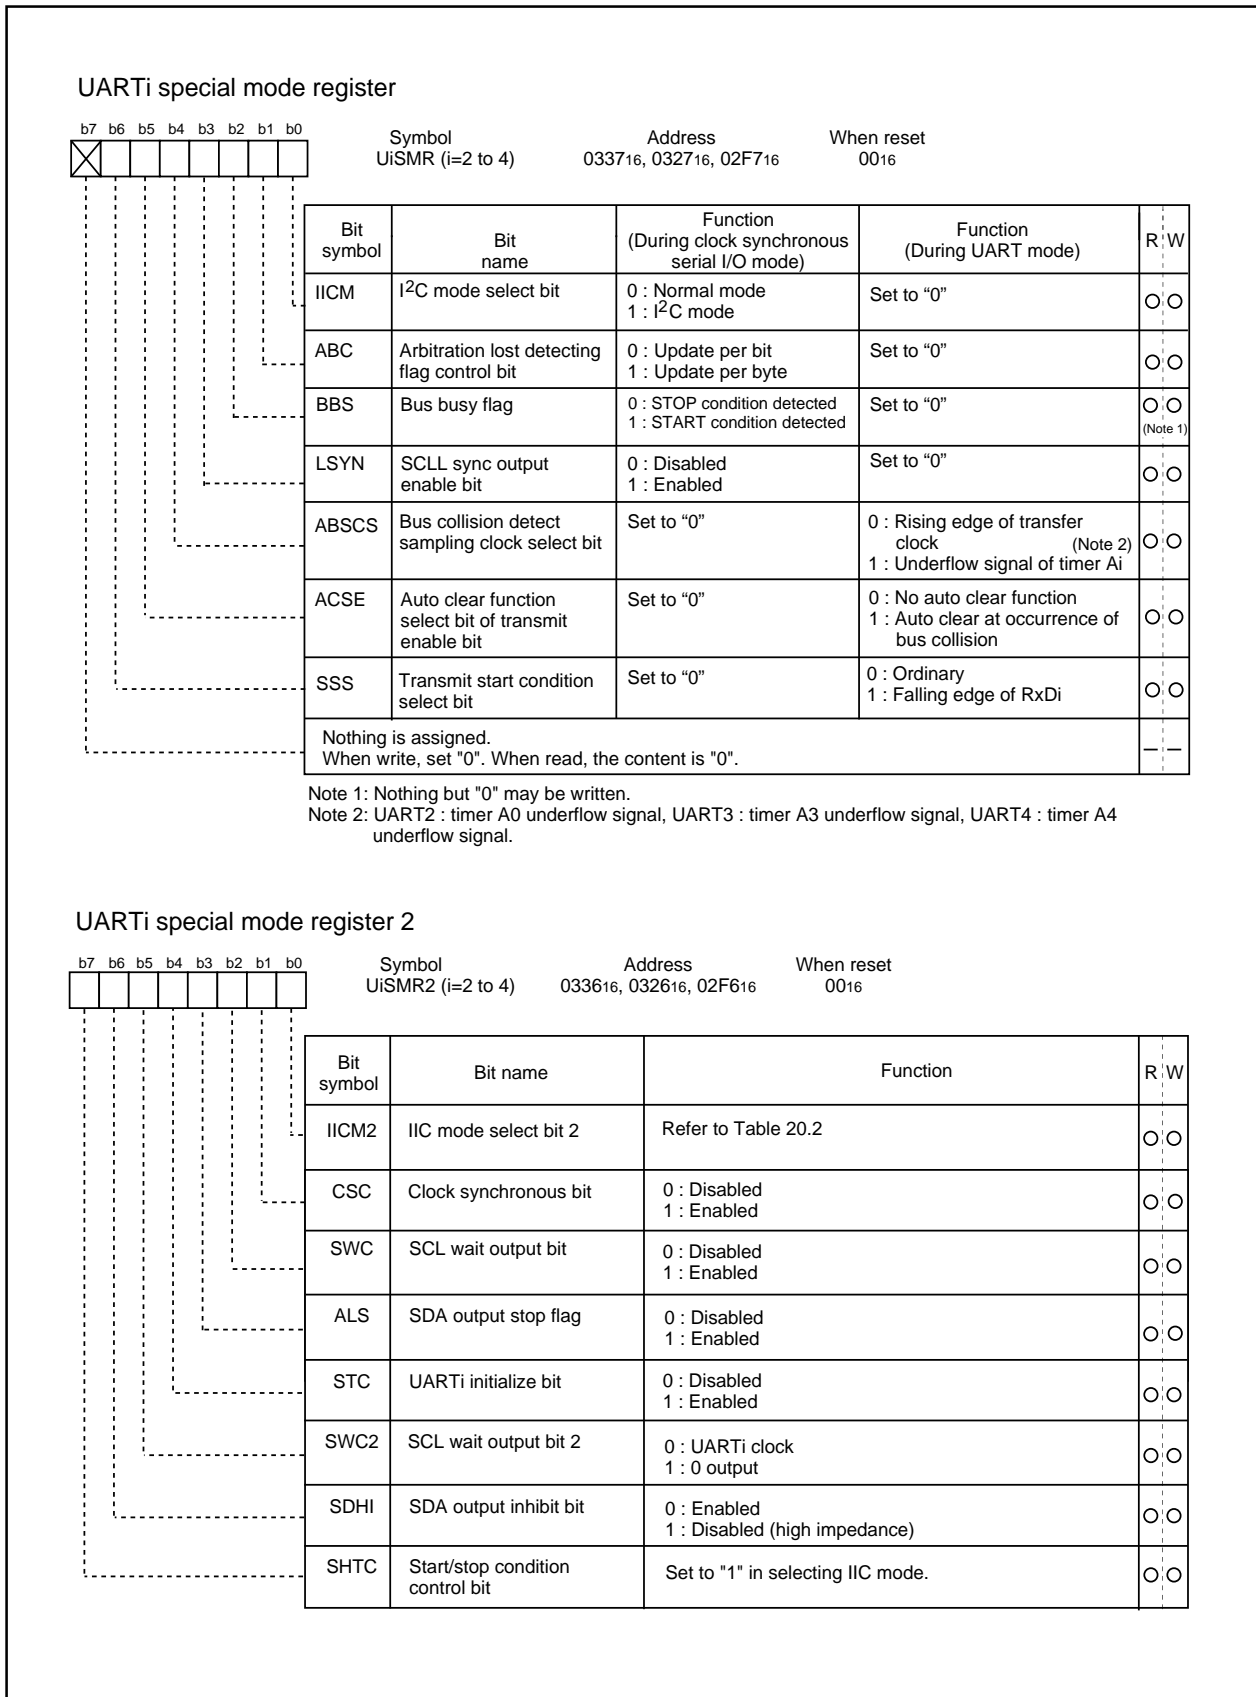 UARTi special mode register
b7 b6 b5 b4 b3 b2 b1 b0
Symbol Address When reset
UiSMR (i=2 to 4) 033716, 032716, 02F716 0016
Bit symbol Bit name Function (During clock synchronous serial I/O mode) Function (During UART mode) R W
IICM I2C mode select bit 0 : Normal mode Set to “0”
1 : I2C mode
ABC Arbitration lost detecting 0 : Update per bit Set to “0”
flag control bit 1 : Update per byte
BBS Bus busy flag 0 : STOP condition detected Set to “0”
1 : START condition detected (Note 1)
LSYN SCLL sync output 0 : Disabled Set to “0”
enable bit 1 : Enabled
ABSCS Bus collision detect Set to “0” 0 : Rising edge of transfer
sampling clock select bit clock (Note 2)
1 : Underflow signal of timer Ai
ACSE Auto clear function Set to “0” 0 : No auto clear function
select bit of transmit 1 : Auto clear at occurrence of
enable bit bus collision
SSS Transmit start condition Set to “0” 0 : Ordinary
select bit 1 : Falling edge of RxDi
Nothing is assigned.
When write, set "0". When read, the content is "0". – –
Note 1: Nothing but "0" may be written.
Note 2: UART2 : timer A0 underflow signal, UART3 : timer A3 underflow signal, UART4 : timer A4
underflow signal.
UARTi special mode register 2
b7 b6 b5 b4 b3 b2 b1 b0
Symbol Address When reset
UiSMR2 (i=2 to 4) 033616, 032616, 02F616 0016
Bit symbol Bit name Function R W
IICM2 IIC mode select bit 2 Refer to Table 20.2
CSC Clock synchronous bit 0 : Disabled
1 : Enabled
SWC SCL wait output bit 0 : Disabled
1 : Enabled
ALS SDA output stop flag 0 : Disabled
1 : Enabled
STC UARTi initialize bit 0 : Disabled
1 : Enabled
SWC2 SCL wait output bit 2 0 : UARTi clock
1 : 0 output
SDHI SDA output inhibit bit 0 : Enabled
1 : Disabled (high impedance)
SHTC Start/stop condition Set to "1" in selecting IIC mode.
control bit